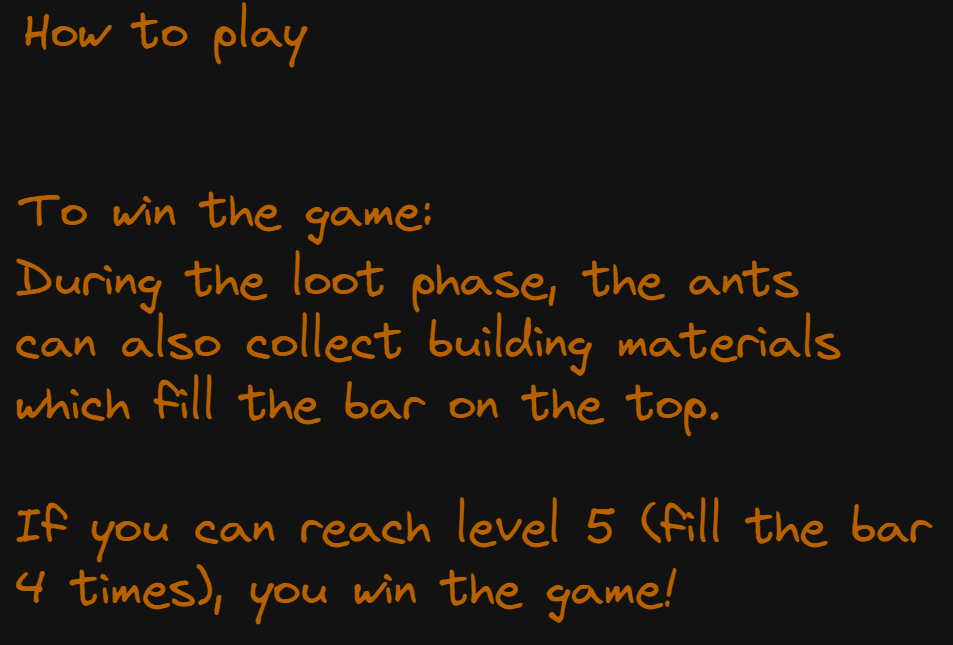 How to play
To win the game:
During the loot phase, the ants
can also collect building materials
which fill the bar on the top.
If you can reach level 5 (fill the bar
4 times), you win the game!